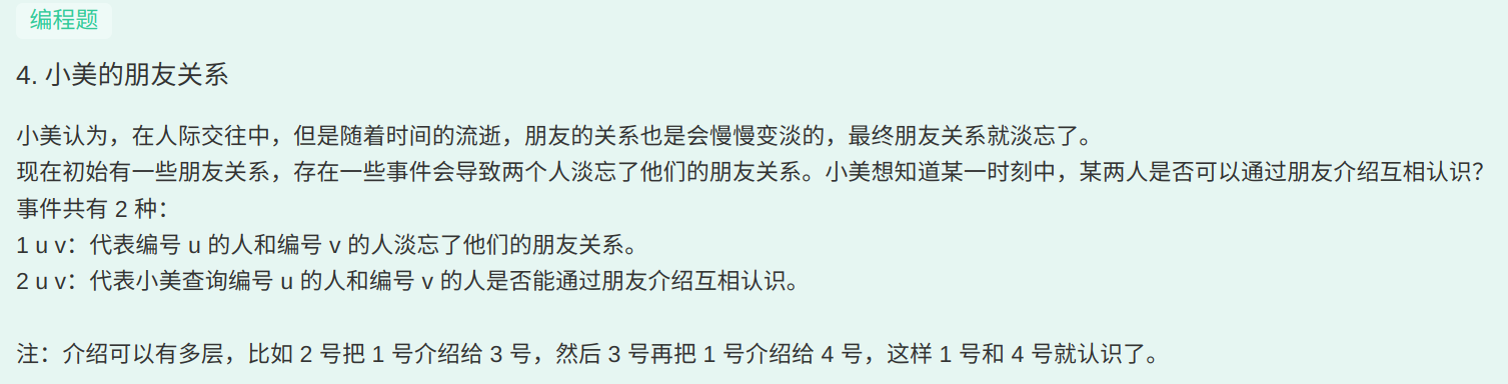 编程题
4. 小美的朋友关系
小美认为，在人际交往中，但是随着时间的流逝，朋友的关系也是会慢慢变淡的，最终朋友关系就淡忘了。
现在初始有一些朋友关系，存在一些事件会导致两个人淡忘了他们的朋友关系。小美想知道某一时刻中，某两人是否可以通过朋友介绍互相认识？
事件共有 2 种：
1 u v：代表编号 u 的人和编号 v 的人淡忘了他们的朋友关系。
2 u v：代表小美查询编号 u 的人和编号 v 的人是否能通过朋友介绍互相认识。
注：介绍可以有多层，比如 2 号把 1 号介绍给 3 号，然后 3 号再把 1 号介绍给 4 号，这样 1 号和 4 号就认识了。